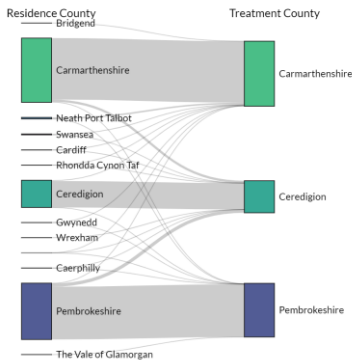 Residence County
Treatment County
Bridgend
Carmarthenshire
Carmarthenshire
Neath Port Talbot
Swansea
Cardiff
Rhondda Cynon Taf
Ceredigion
Ceredigion
Gwynedd
Wrexham
Caerphilly
Pembrokeshire
Pembrokeshire
The Vale of Glamorgan